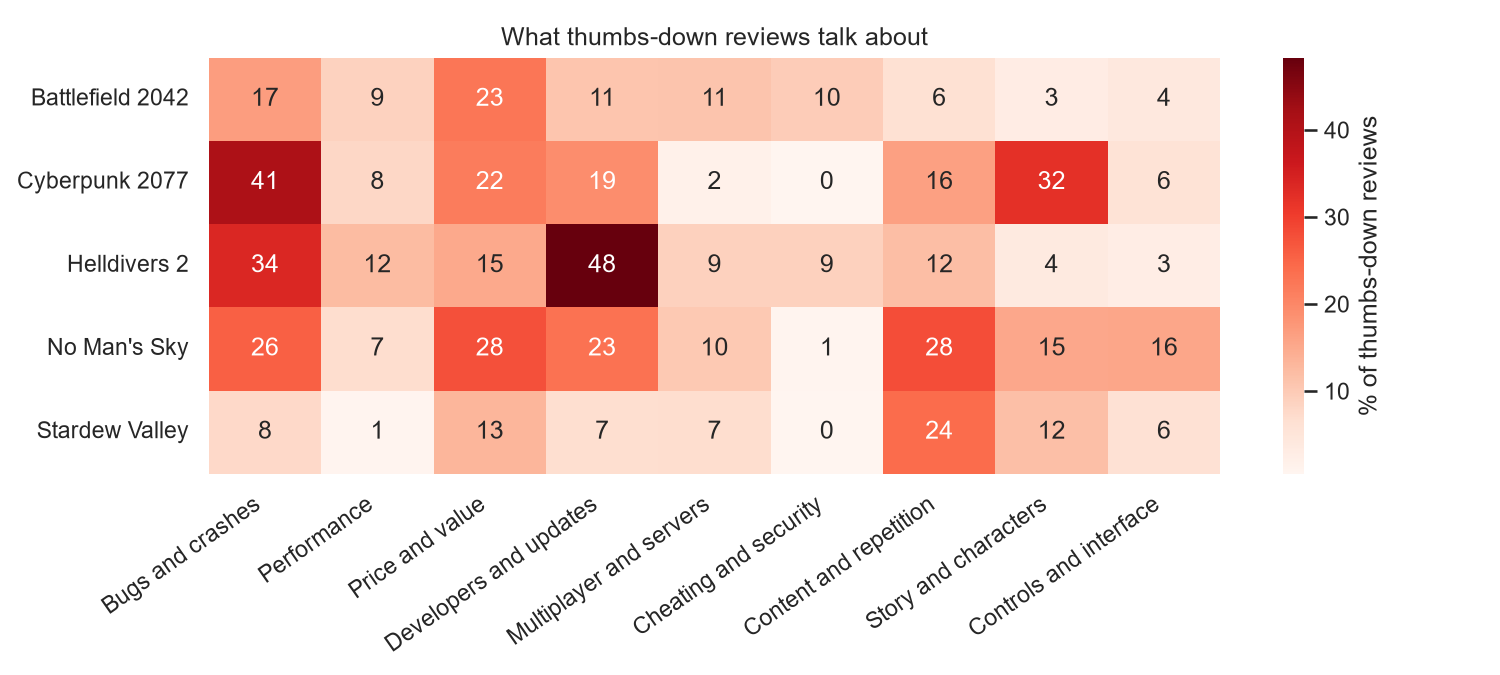 What thumbs-down reviews talk about
Battlefield 2042 17 9 23 11 11 10 6 3 4
Cyberpunk 2077 41 8 22 19 2 0 16 32 6
Helldivers 2 34 12 15 48 9 9 12 4 3
No Man's Sky 26 7 28 23 10 1 28 15 16
Stardew Valley 8 1 13 7 7 0 24 12 6
Bugs and crashes
Performance
Price and value
Developers and updates
Multiplayer and servers
Cheating and security
Content and repetition
Story and characters
Controls and interface
40
30
20
10
% of thumbs-down reviews